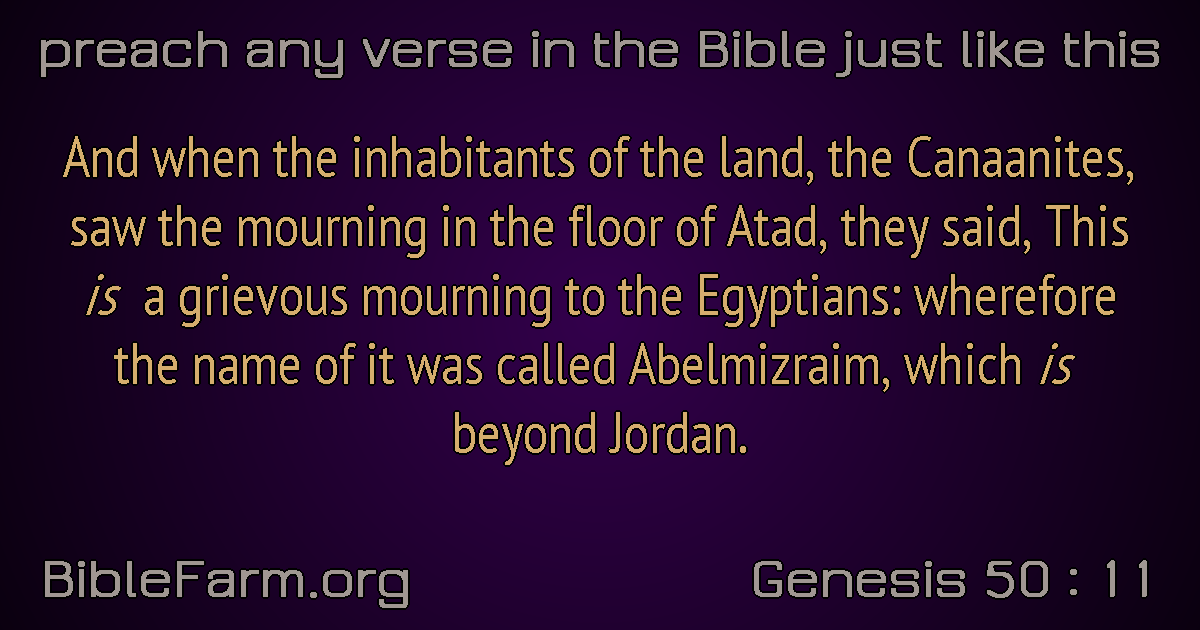 preach any verse in the Bible just like this
And when the inhabitants of the land, the Canaanites,
saw the mourning in the floor of Atad, they said, This
is a grievous mourning to the Egyptians: wherefore
the name of it was called Abelmizraim, which is
beyond Jordan.
BibleFarm.org
Genesis 50 : 11